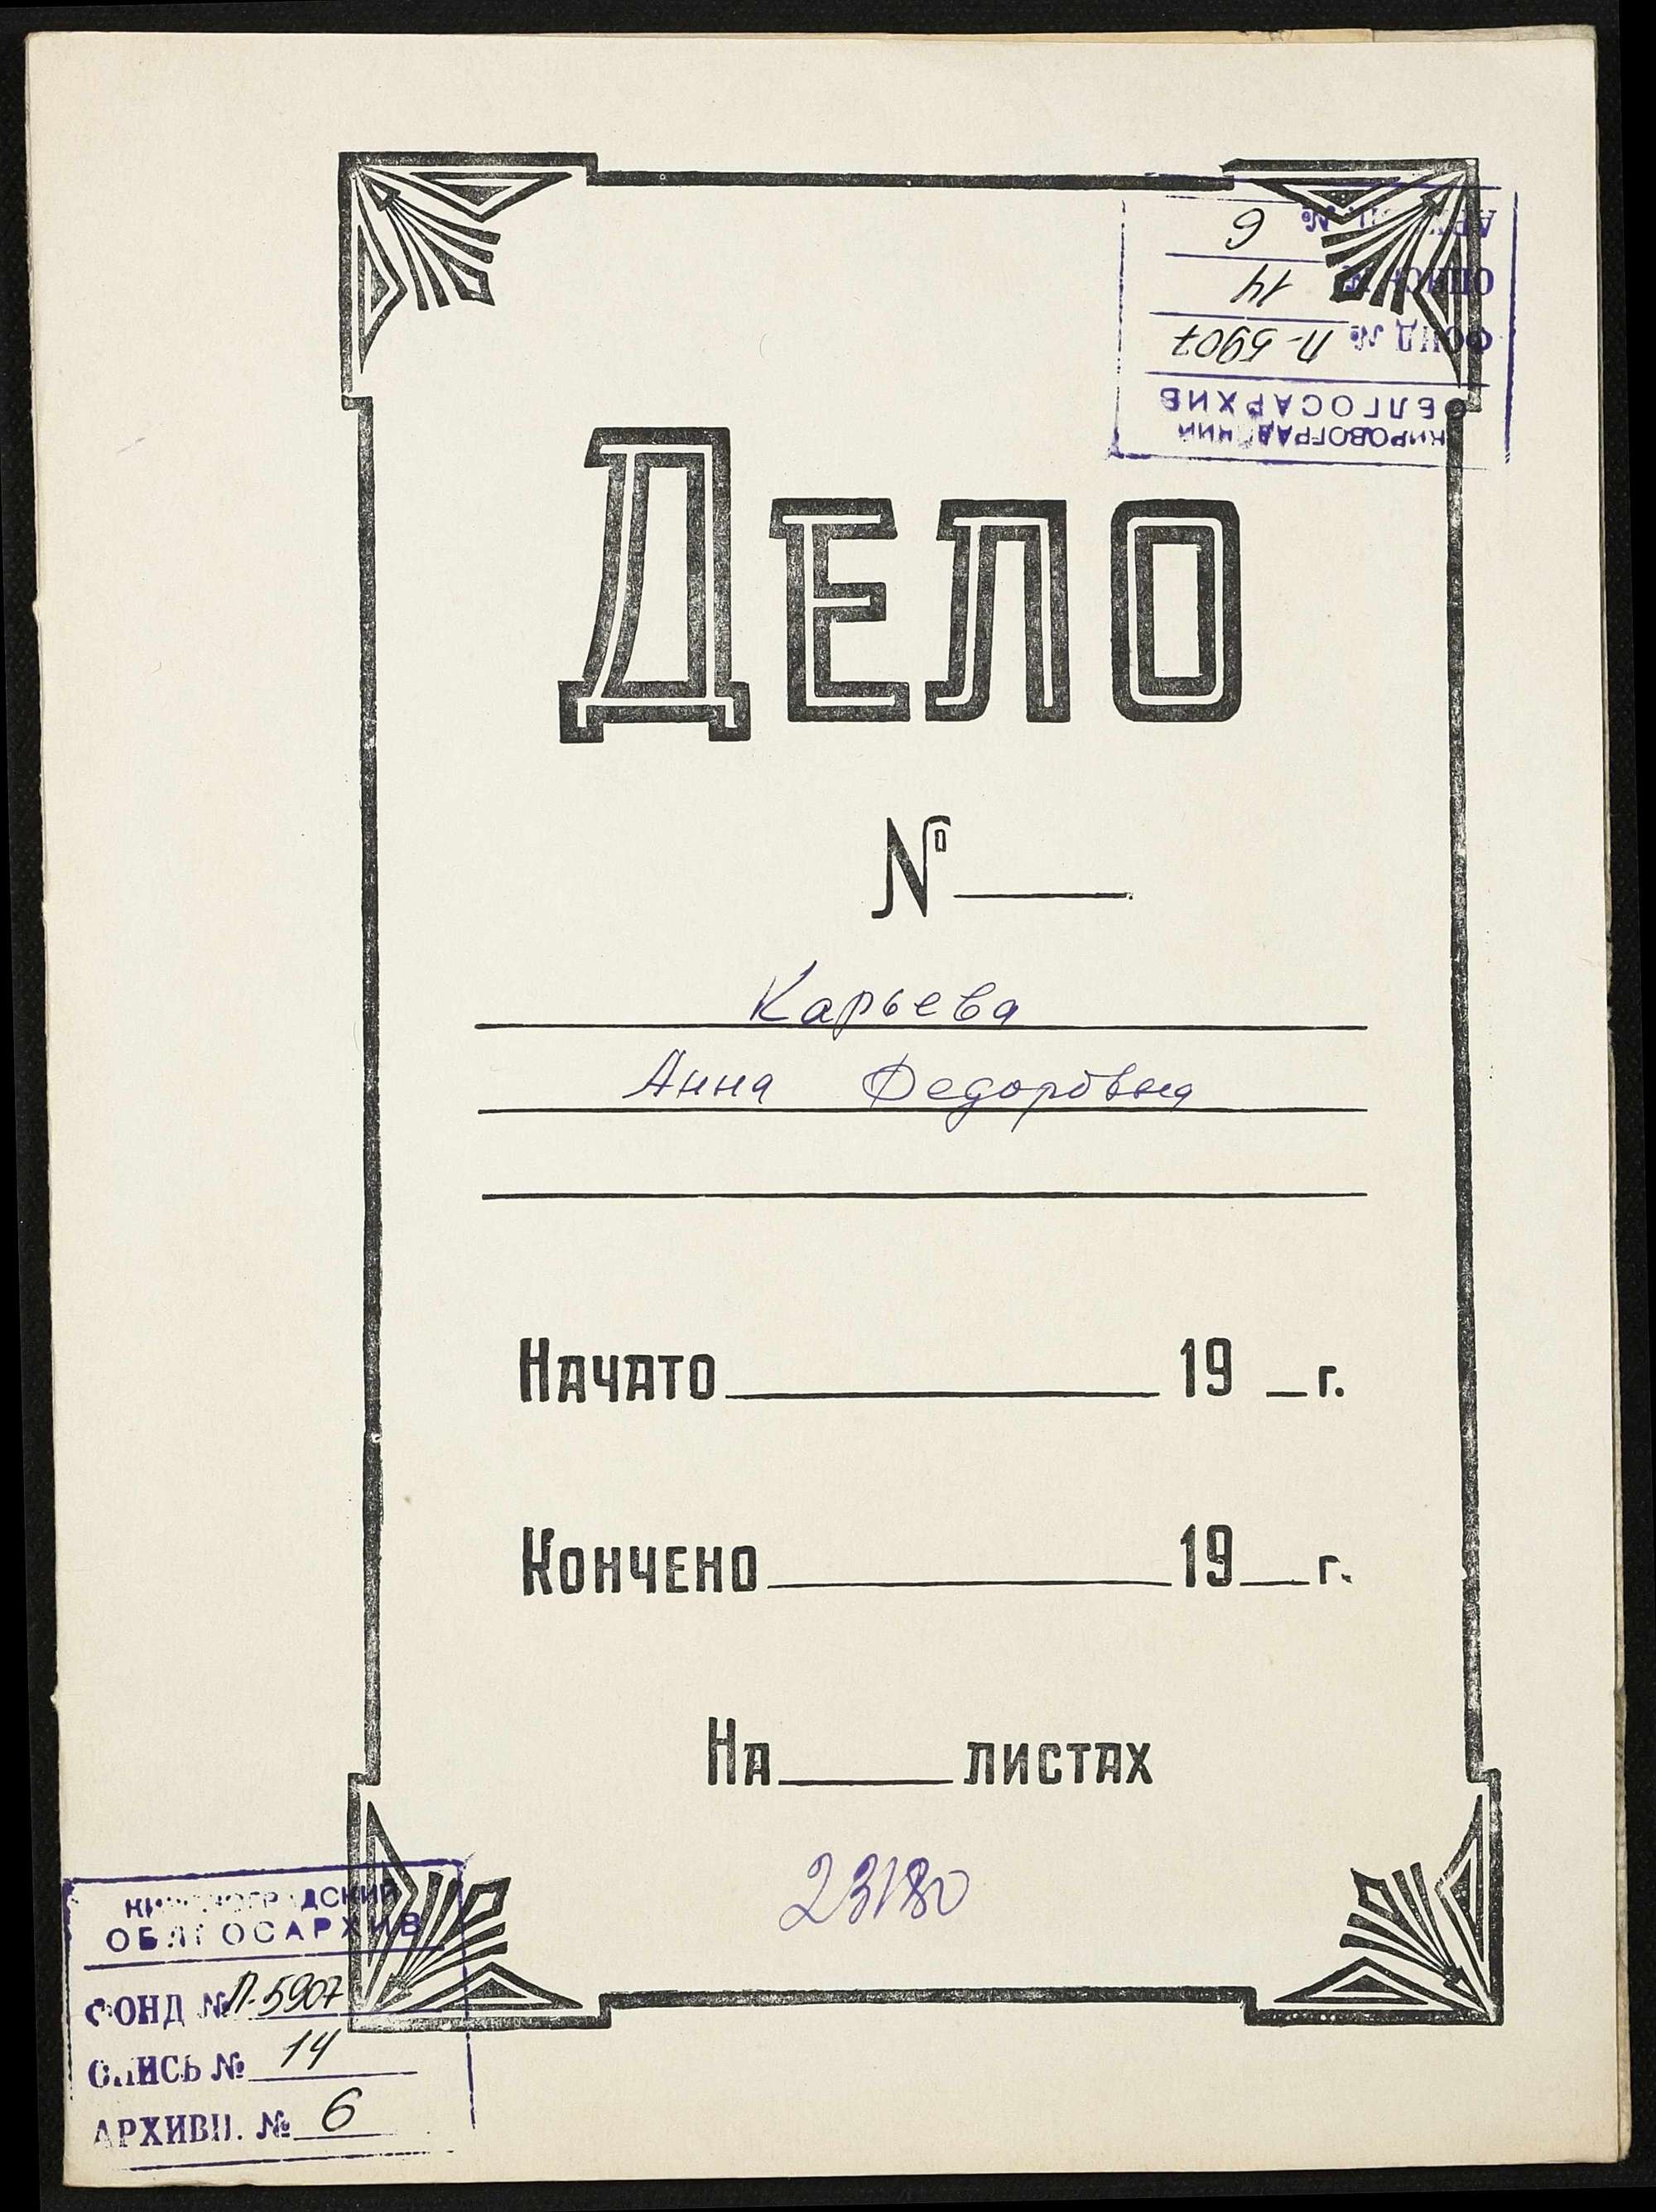 КИРОВОГРАДСКИЙ
ОБЛГОСАРХИВ
ФОНД № П-5907
ОПИСЬ № 14
АРХИВН. № 6
ДЕЛО
№
Карьева
Анна Федоровна
НАЧАТО 19 г.
КОНЧЕНО 19 г.
НА ЛИСТАХ
23180
КИРОВОГРАДСКИЙ
ОБЛГОСАРХИВ
ФОНД № П-5907
ОПИСЬ № 14
АРХИВН. № 6